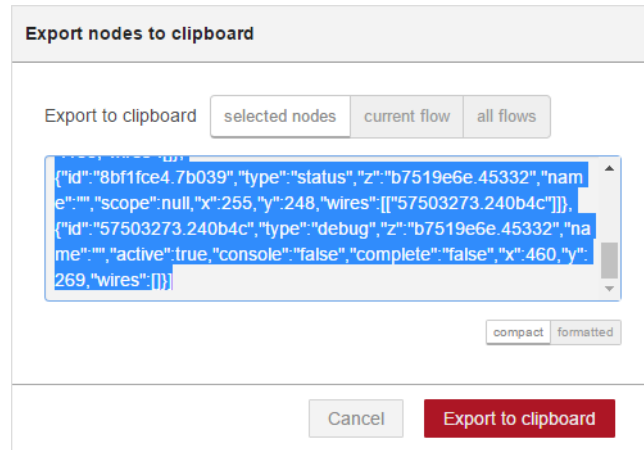 Export nodes to clipboard
Export to clipboard selected nodes current flow all flows
{"id":"8bf1fce4.7b039","type":"status","z":"b7519e6e.45332","nam
e":"","scope":null,"x":255,"y":248,"wires":[["57503273.240b4c"]]},
{"id":"57503273.240b4c","type":"debug","z":"b7519e6e.45332","na
me":"","active":true,"console":"false","complete":"false","x":460,"y":
269,"wires":[]}]
compact formatted
Cancel Export to clipboard